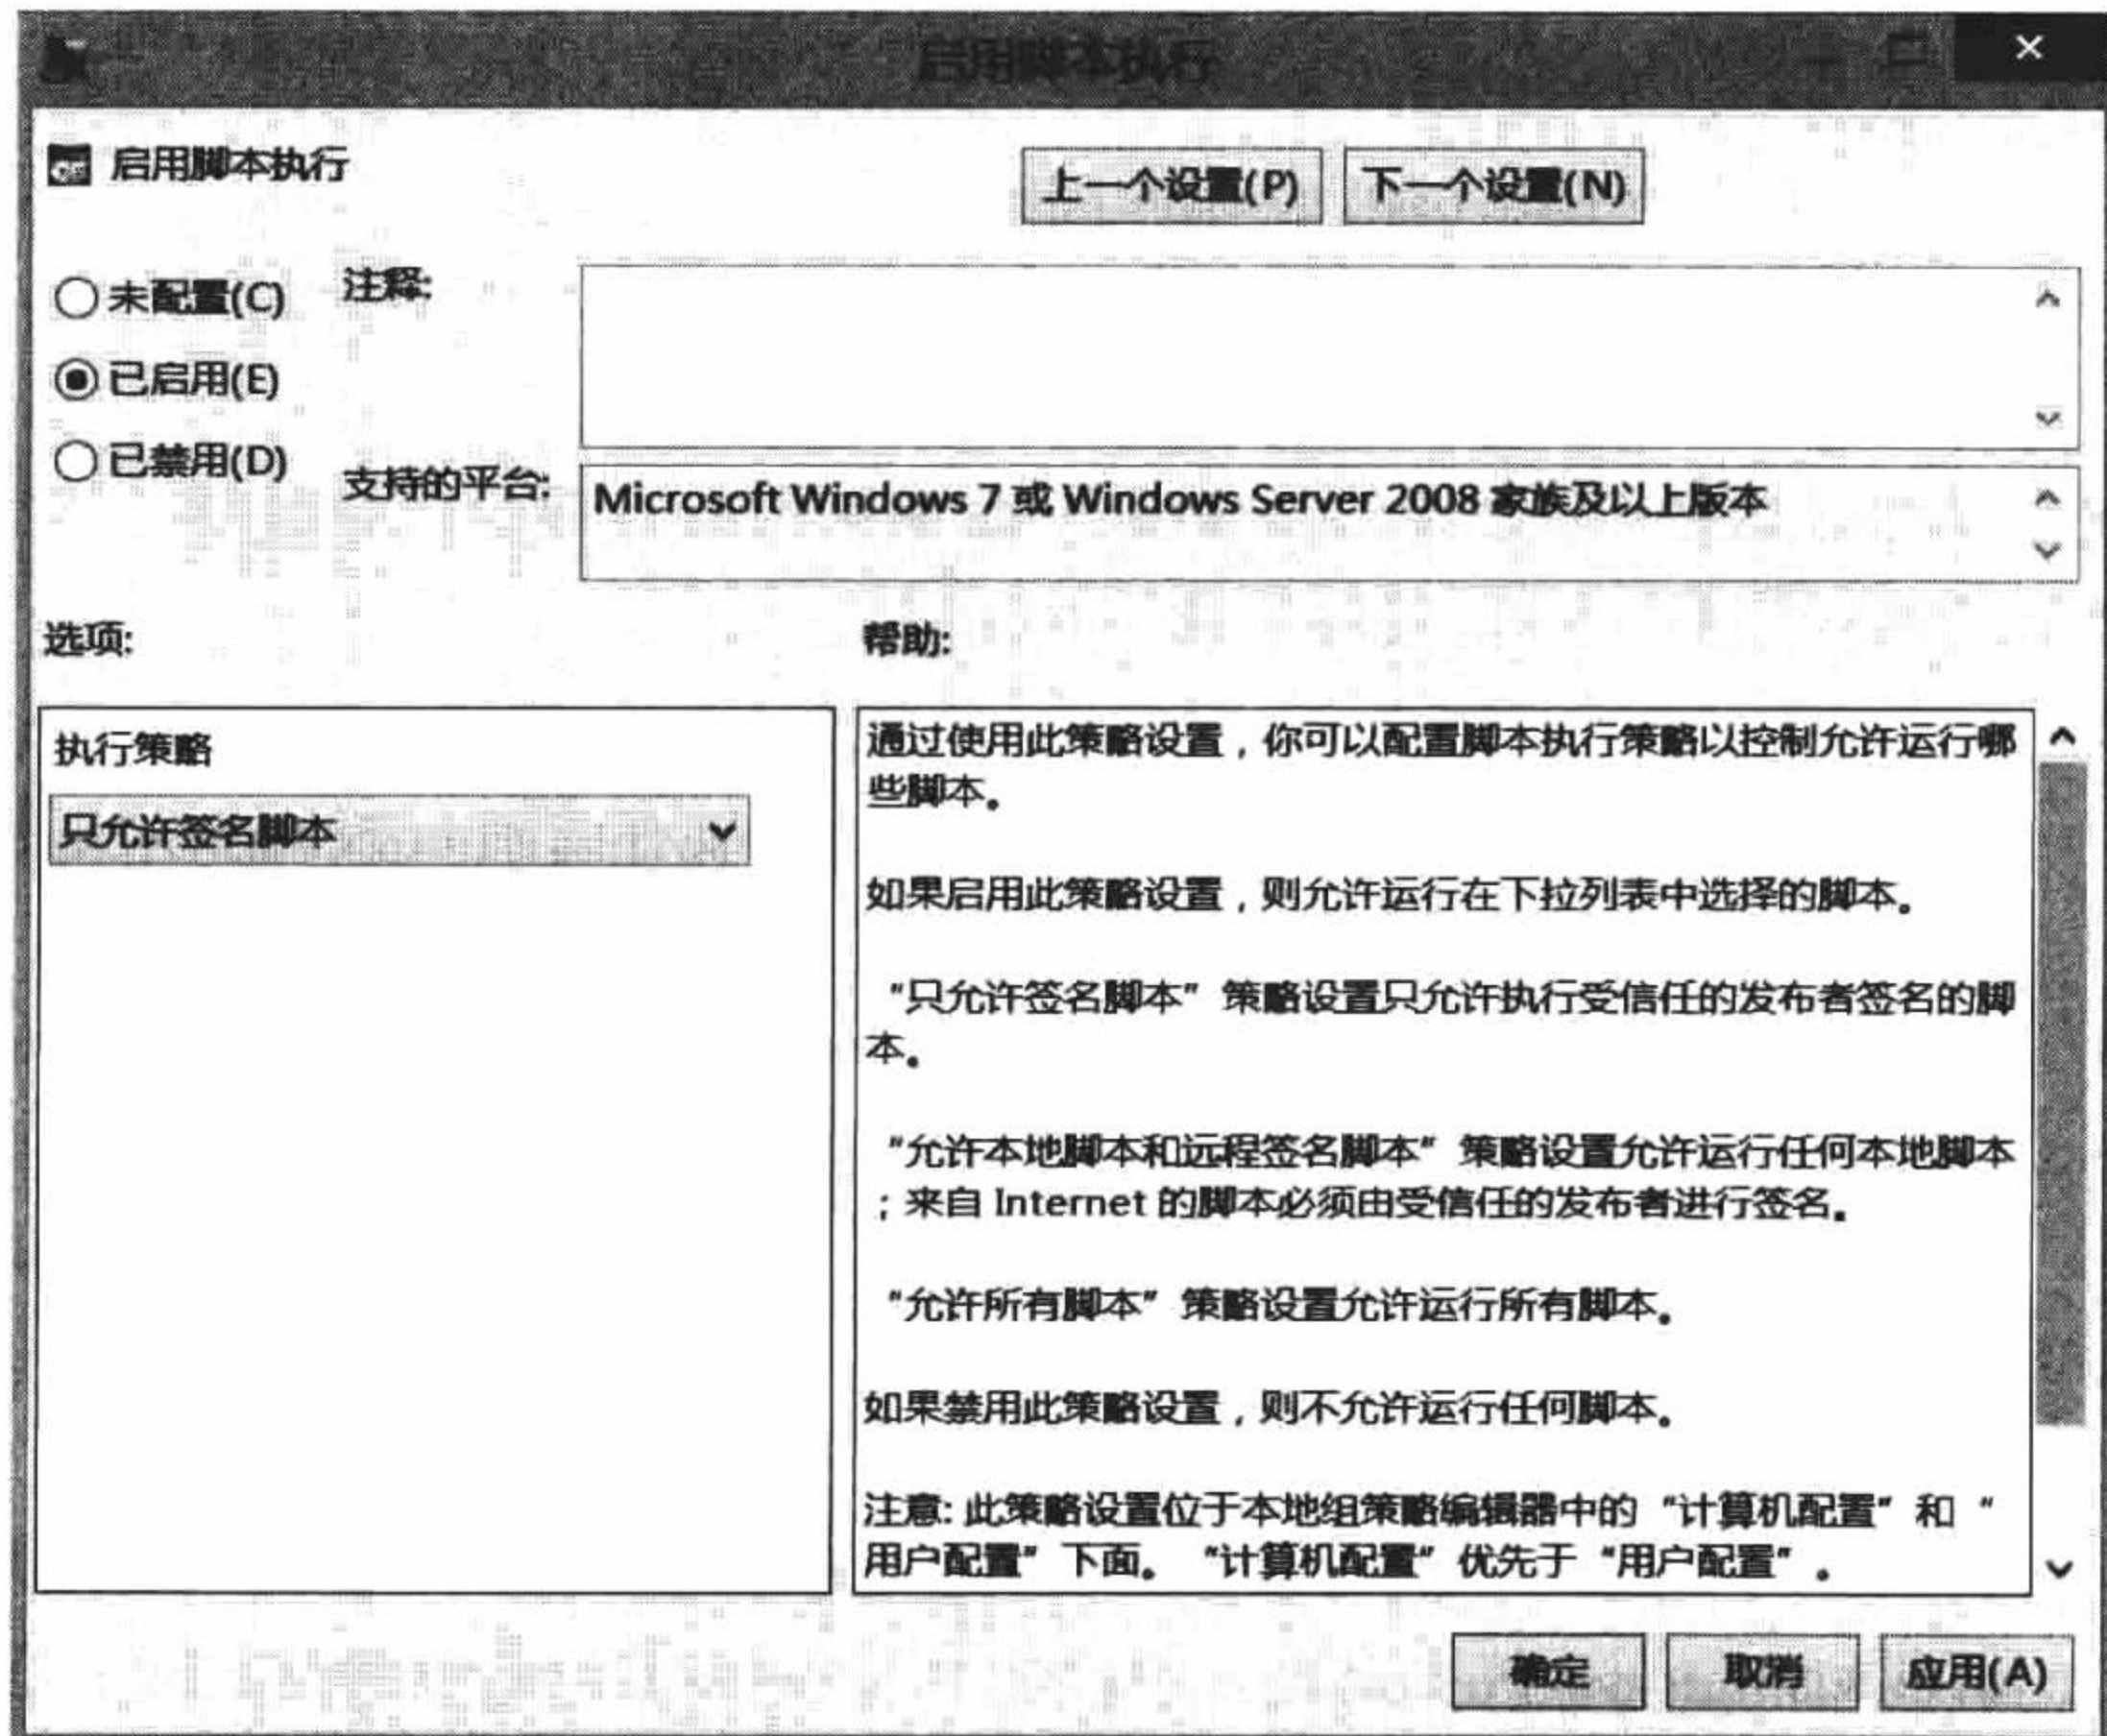 启用脚本执行
启用脚本执行
上一个设置(P) 下一个设置(N)
未配置(C)
注释:
已启用(E)
已禁用(D)
支持的平台:
Microsoft Windows 7 或 Windows Server 2008 家族及以上版本
选项:
帮助:
执行策略
只允许签名脚本
通过使用此策略设置，你可以配置脚本执行策略以控制允许运行哪
些脚本。
如果启用此策略设置，则允许运行在下拉列表中选择的脚本。
“只允许签名脚本”策略设置只允许执行受信任的发布者签名的脚
本。
“允许本地脚本和远程签名脚本”策略设置允许运行任何本地脚本
；来自 Internet 的脚本必须由受信任的发布者进行签名。
“允许所有脚本”策略设置允许运行所有脚本。
如果禁用此策略设置，则不允许运行任何脚本。
注意: 此策略设置位于本地组策略编辑器中的“计算机配置”和“
用户配置”下面。“计算机配置”优先于“用户配置”。
确定 取消 应用(A)